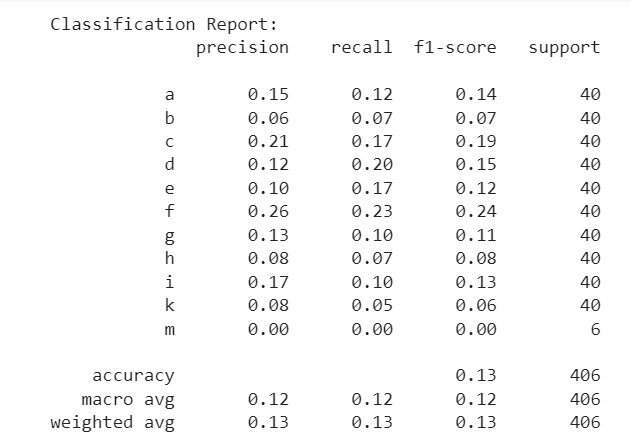 Classification Report:
precision recall f1-score support
a 0.15 0.12 0.14 40
b 0.06 0.07 0.07 40
c 0.21 0.17 0.19 40
d 0.12 0.20 0.15 40
e 0.10 0.17 0.12 40
f 0.26 0.23 0.24 40
g 0.13 0.10 0.11 40
h 0.08 0.07 0.08 40
i 0.17 0.10 0.13 40
k 0.08 0.05 0.06 40
m 0.00 0.00 0.00 6
accuracy 0.13 406
macro avg 0.12 0.12 0.12 406
weighted avg 0.13 0.13 0.13 406